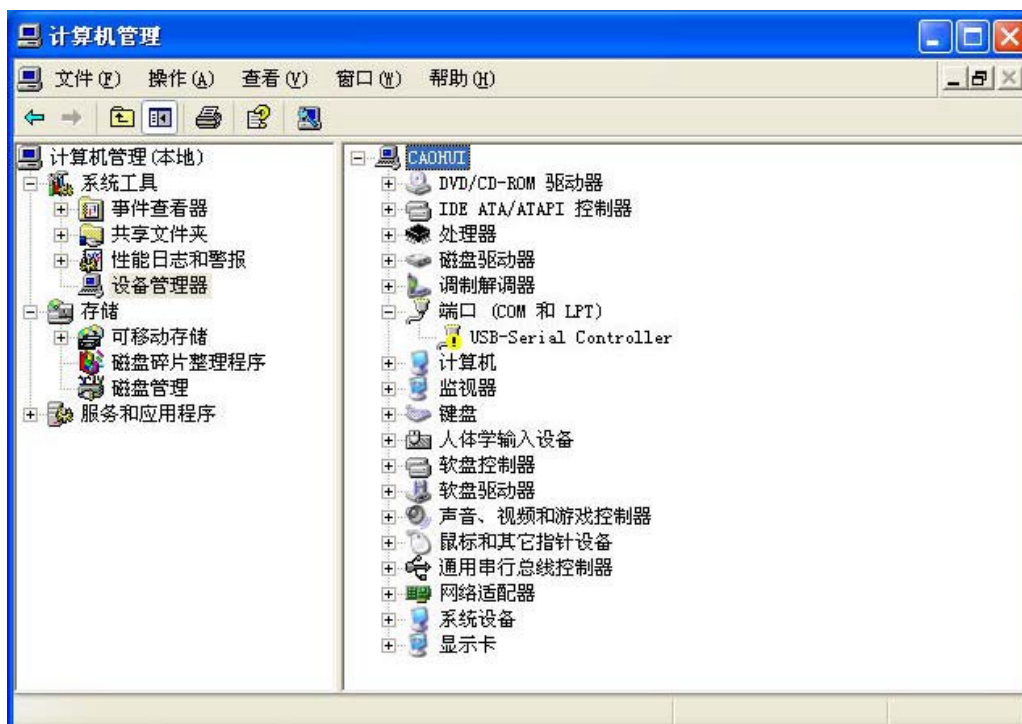 计算机管理
文件(F) 操作(A) 查看(V) 窗口(W) 帮助(H)
计算机管理(本地)
系统工具
事件查看器
共享文件夹
性能日志和警报
设备管理器
存储
可移动存储
磁盘碎片整理程序
磁盘管理
服务和应用程序
CAOHUI
DVD/CD-ROM 驱动器
IDE ATA/ATAPI 控制器
处理器
磁盘驱动器
调制解调器
端口 (COM 和 LPT)
USB-Serial Controller
计算机
监视器
键盘
人体学输入设备
软盘控制器
软盘驱动器
声音、视频和游戏控制器
鼠标和其它指针设备
通用串行总线控制器
网络适配器
系统设备
显示卡